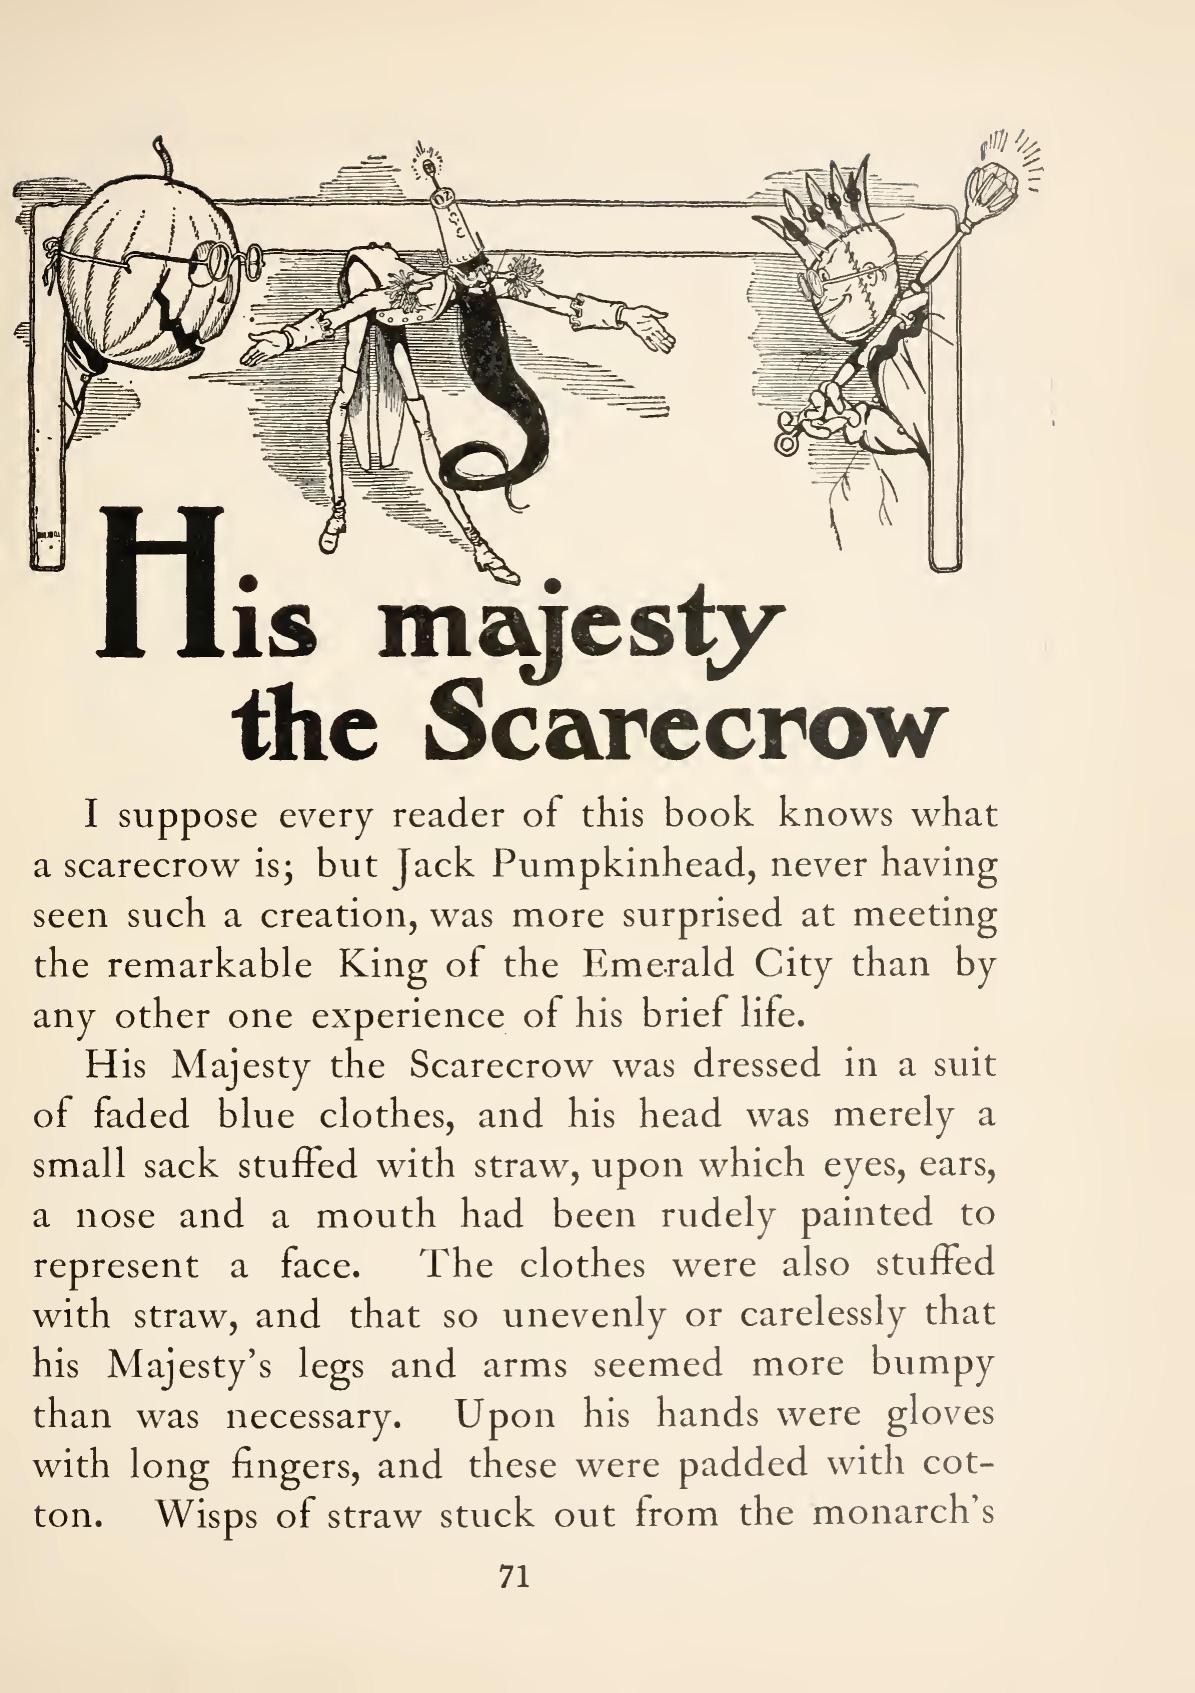 OZ
His majesty
the Scarecrow
I suppose every reader of this book knows what
a scarecrow is; but Jack Pumpkinhead, never having
seen such a creation, was more surprised at meeting
the remarkable King of the Emerald City than by
any other one experience of his brief life.
His Majesty the Scarecrow was dressed in a suit
of faded blue clothes, and his head was merely a
small sack stuffed with straw, upon which eyes, ears,
a nose and a mouth had been rudely painted to
represent a face. The clothes were also stuffed
with straw, and that so unevenly or carelessly that
his Majesty's legs and arms seemed more bumpy
than was necessary. Upon his hands were gloves
with long fingers, and these were padded with cot-
ton. Wisps of straw stuck out from the monarch's
71